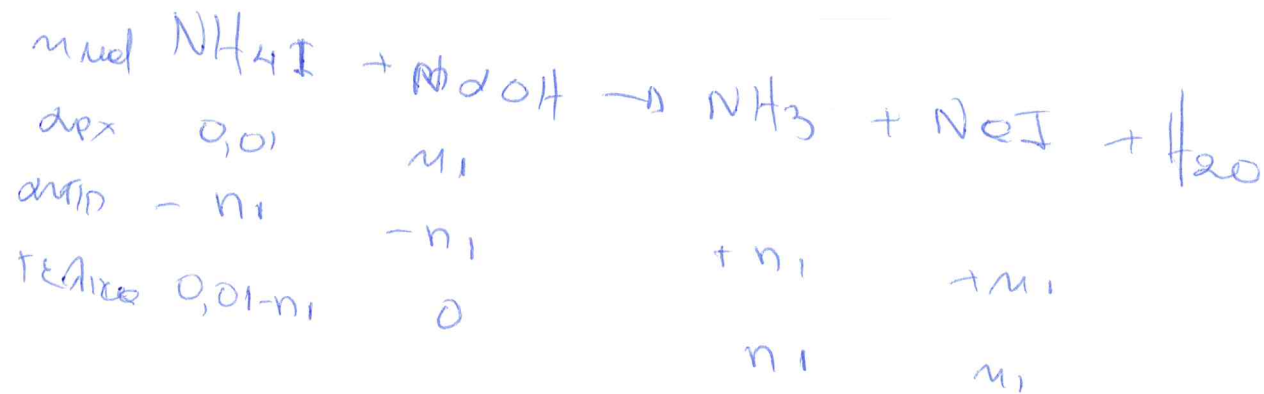 n mol NH4I + NaOH → NH3 + NaI + H2O
αρχ 0,01 n1
αντιδ - n1 -n1 +n1 +n1
τελικα 0,01-n1 0 n1 n1